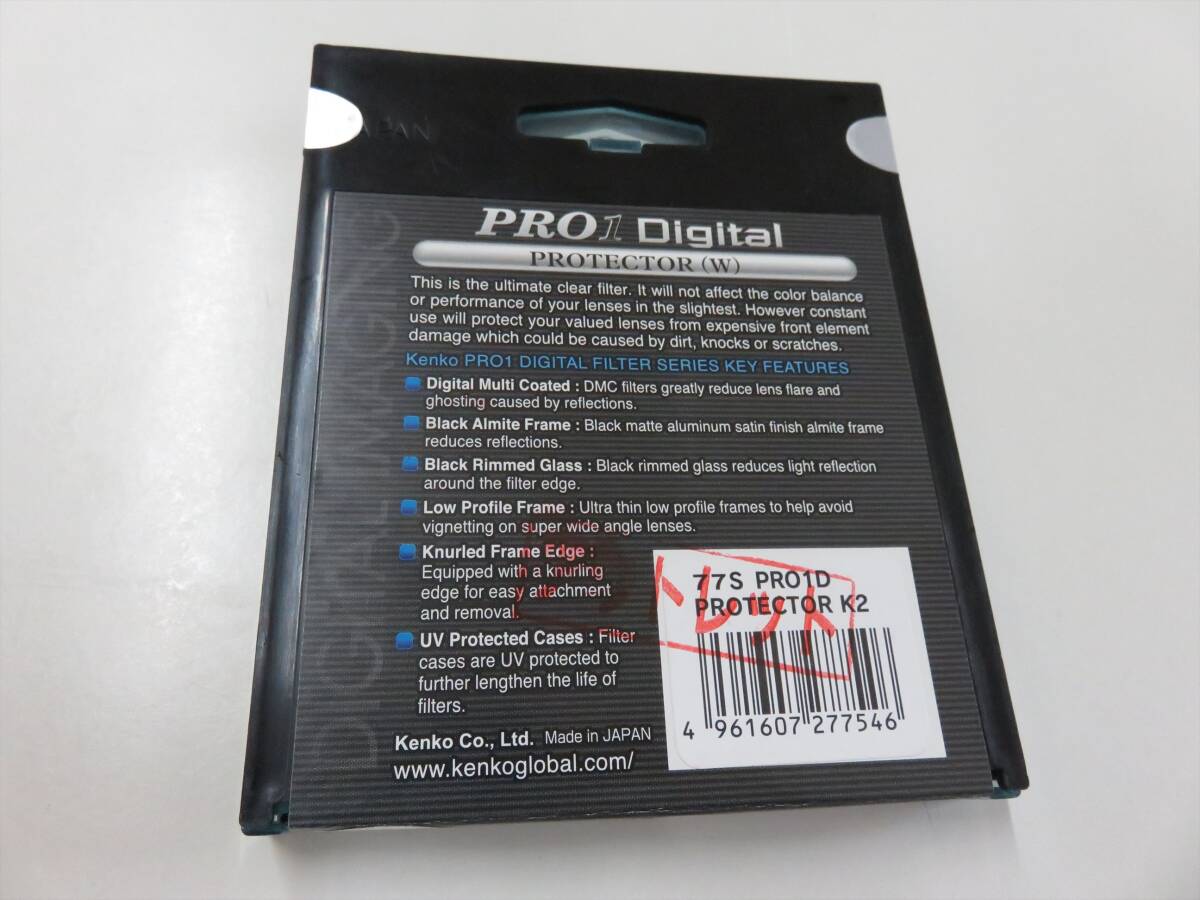 JAPAN
PRO1 Digital
PROTECTOR (W)
This is the ultimate clear filter. It will not affect the color balance
or performance of your lenses in the slightest. However constant
use will protect your valued lenses from expensive front element
damage which could be caused by dirt, knocks or scratches.
Kenko PRO1 DIGITAL FILTER SERIES KEY FEATURES
Digital Multi Coated : DMC filters greatly reduce lens flare and
ghosting caused by reflections.
Black Almite Frame : Black matte aluminum satin finish almite frame
reduces reflections.
Black Rimmed Glass : Black rimmed glass reduces light reflection
around the filter edge.
Low Profile Frame : Ultra thin low profile frames to help avoid
vignetting on super wide angle lenses.
Knurled Frame Edge :
Equipped with a knurling
edge for easy attachment
and removal.
UV Protected Cases : Filter
cases are UV protected to
further lengthen the life of
filters.
Kenko Co., Ltd. Made in JAPAN
www.kenkoglobal.com/
DIGITAL IMAGING
77S PRO1D
PROTECTOR K2
トレット
4 961607 277546